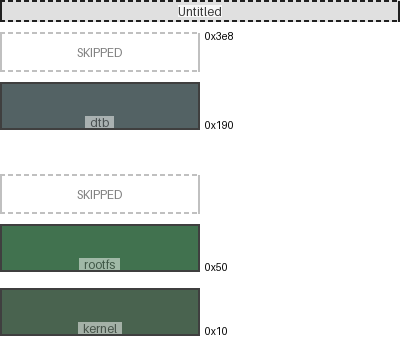 Untitled
0x3e8
SKIPPED
dtb
0x190
SKIPPED
rootfs
0x50
kernel
0x10